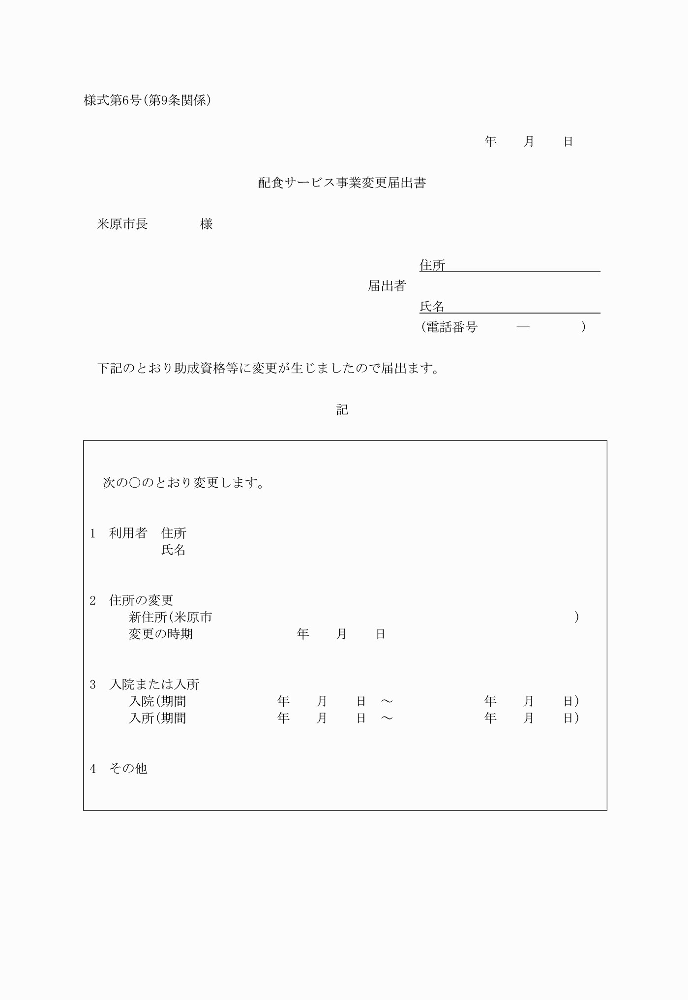 様式第6号(第9条関係)
年　　月　　日
配食サービス事業変更届出書
米原市長　　　　様
住所
届出者
氏名
(電話番号　　　―　　　　)
下記のとおり助成資格等に変更が生じましたので届出ます。
記
次の○のとおり変更します。
1　利用者　住所
氏名
2　住所の変更
新住所(米原市　　　　　　　　　　　　　　　　　　　　　　　　　　　　)
変更の時期　　　　　　　　年　　月　　日
3　入院または入所
入院(期間　　　　　　　年　　月　　日　～　　　　　　　年　　月　　日)
入所(期間　　　　　　　年　　月　　日　～　　　　　　　年　　月　　日)
4　その他